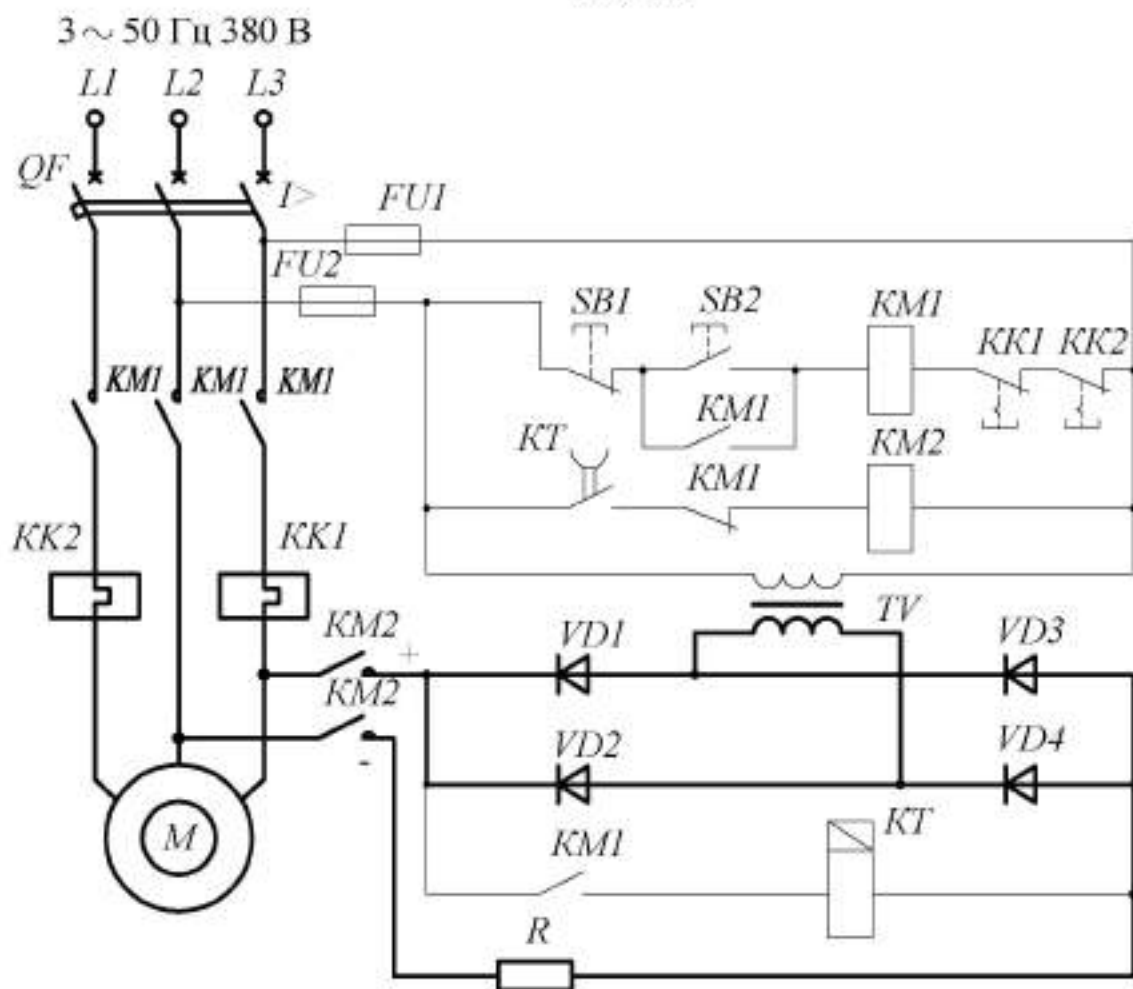 3 ~ 50 Гц 380 В
L1 L2 L3
QF
I>
FU1
FU2
SB1 SB2 KM1
KK1 KK2
KM1 KM1 KM1
KM1
KT
KM1
KM2
KK2 KK1
TV
KM2 +
VD1 VD3
KM2
-
VD2 VD4
M
KM1
KT
R